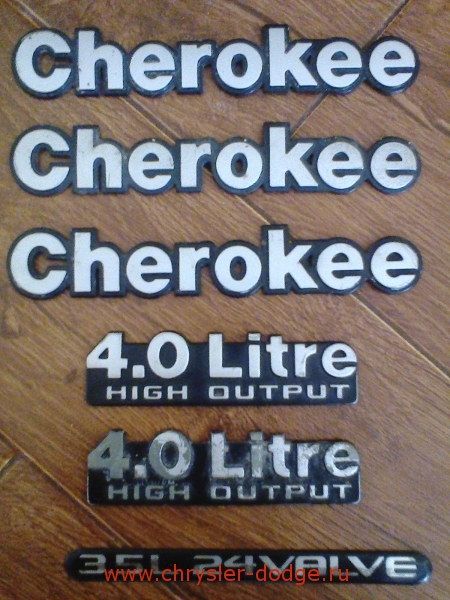 Cherokee
Cherokee
Cherokee
4.0 Litre
HIGH OUTPUT
4.0 Litre
HIGH OUTPUT
3.5L 24VALVE
www.chrysler-dodge.ru